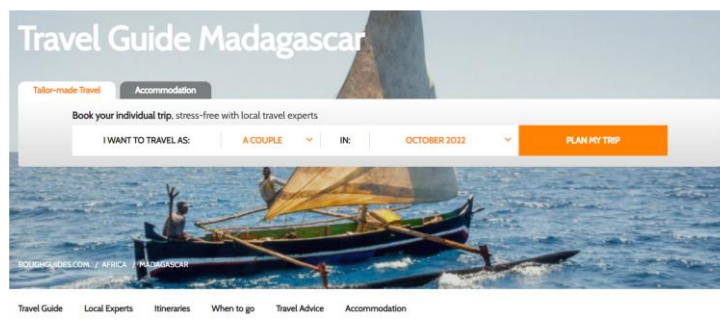 Travel Guide Madagascar
Tailor-made Travel Accommodation
Book your individual trip, stress-free with local travel experts
I WANT TO TRAVEL AS: A COUPLE IN: OCTOBER 2022 PLAN MY TRIP
ROUGHGUIDES.COM / AFRICA / MADAGASCAR
Travel Guide Local Experts Itineraries When to go Travel Advice Accommodation